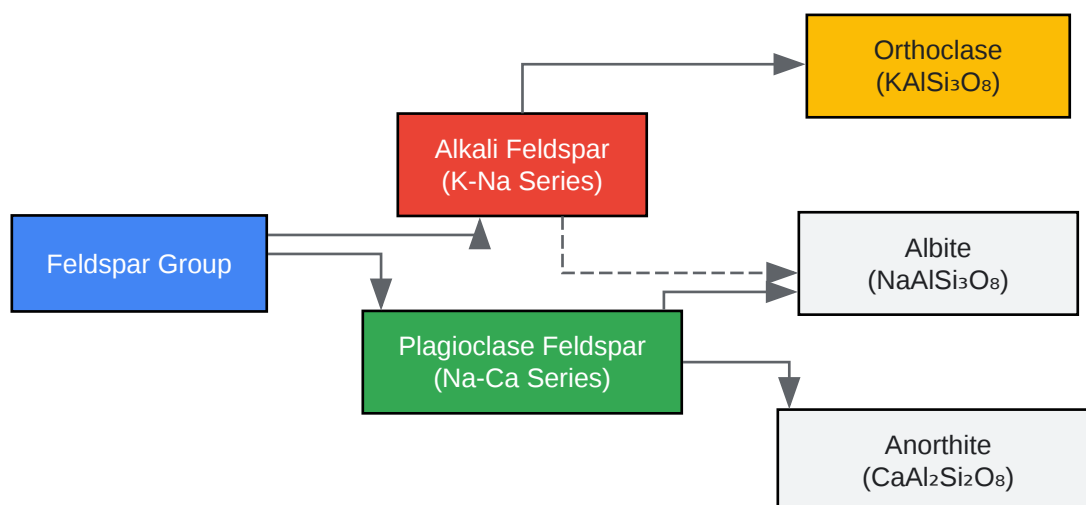 Orthoclase
(KAlSi₃O₈)
Alkali Feldspar
(K-Na Series)
Feldspar Group
Albite
(NaAlSi₃O₈)
Plagioclase Feldspar
(Na-Ca Series)
Anorthite
(CaAl₂Si₂O₈)